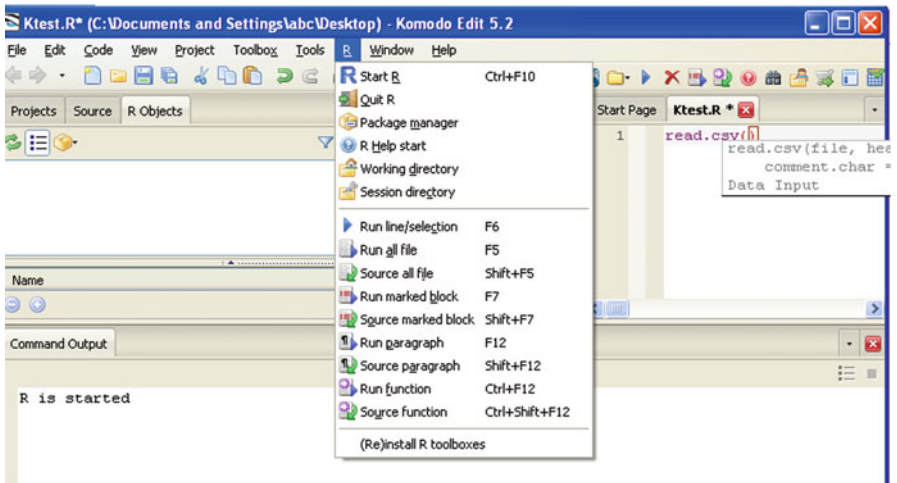 Ktest.R* (C:\Documents and Settings\abc\Desktop) - Komodo Edit 5.2
File Edit Code View Project Toolbox Tools R Window Help
Start R Ctrl+F10
Quit R
Package manager
R Help start
Working directory
Session directory
Run line/selection F6
Run all file F5
Source all file Shift+F5
Run marked block F7
Source marked block Shift+F7
Run paragraph F12
Source paragraph Shift+F12
Run function Ctrl+F12
Source function Ctrl+Shift+F12
(Re)install R toolboxes
Projects Source R Objects
Start Page Ktest.R *
1 read.csv()
read.csv(file, hea
comment.char =
Data Input
Name
Command Output
R is started